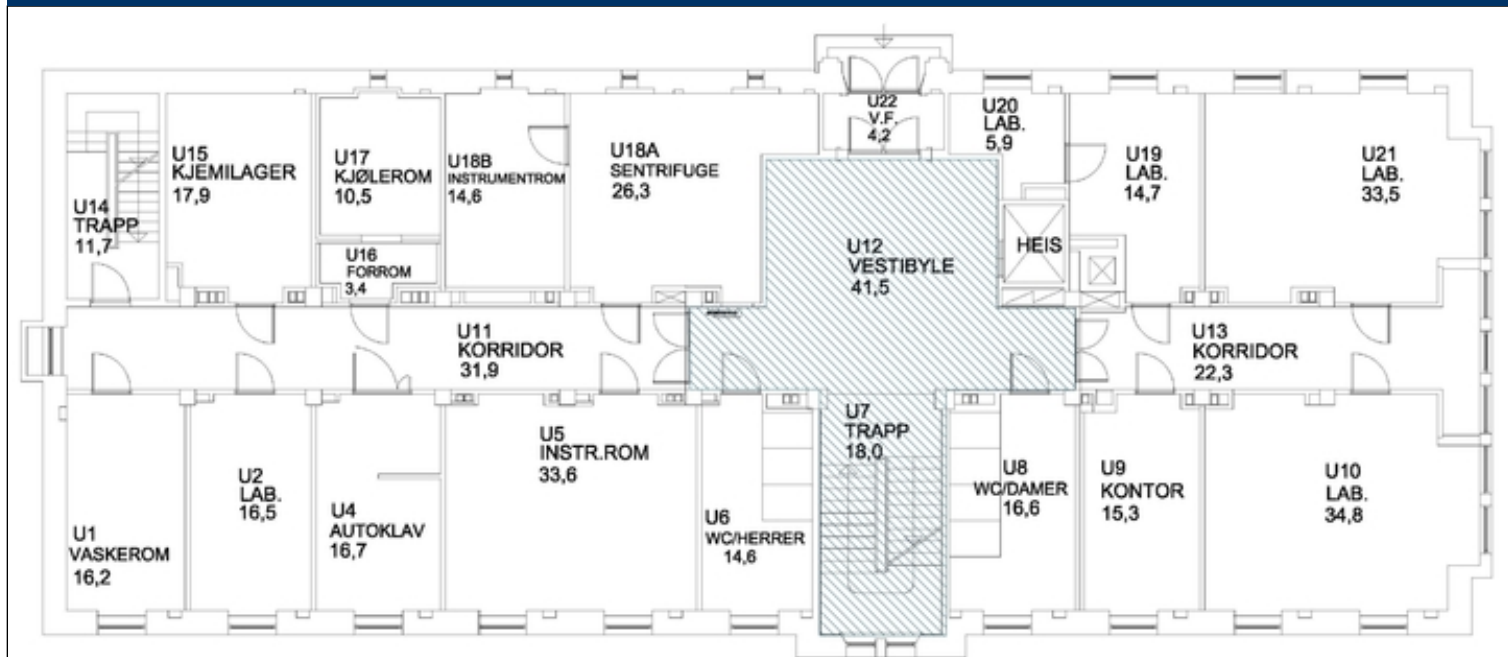 U14
TRAPP
11,7
U15
KJEMILAGER
17,9
U17
KJØLEROM
10,5
U16
FORROM
3,4
U18B
INSTRUMENTROM
14,6
U18A
SENTRIFUGE
26,3
U22
V.F.
4,2
U20
LAB.
5,9
U19
LAB.
14,7
U21
LAB.
33,5
U12
VESTIBYLE
41,5
HEIS
U11
KORRIDOR
31,9
U13
KORRIDOR
22,3
U1
VASKEROM
16,2
U2
LAB.
16,5
U4
AUTOKLAV
16,7
U5
INSTR.ROM
33,6
U6
WC/HERRER
14,6
U7
TRAPP
18,0
U8
WC/DAMER
16,6
U9
KONTOR
15,3
U10
LAB.
34,8